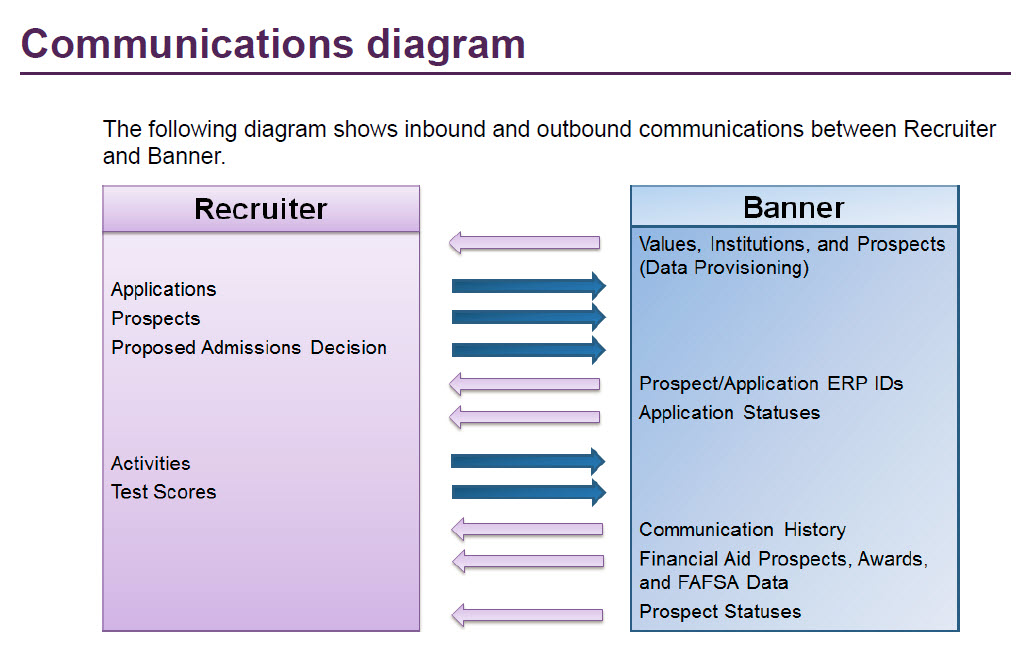 Communications diagram
The following diagram shows inbound and outbound communications between Recruiter
and Banner.
Recruiter
Banner
Values, Institutions, and Prospects
(Data Provisioning)
Applications
Prospects
Proposed Admissions Decision
Prospect/Application ERP IDs
Application Statuses
Activities
Test Scores
Communication History
Financial Aid Prospects, Awards,
and FAFSA Data
Prospect Statuses